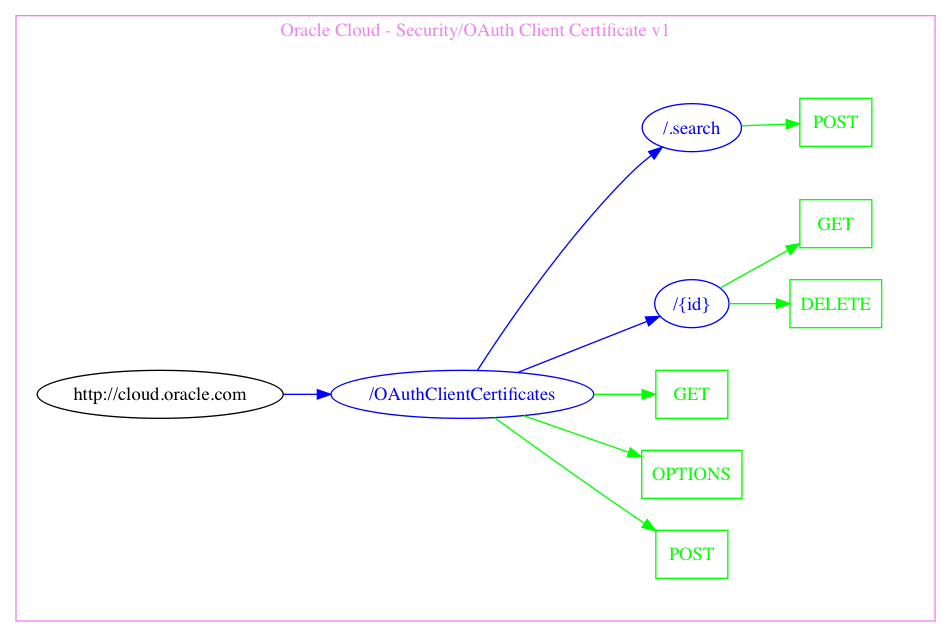 Oracle Cloud - Security/OAuth Client Certificate v1
/.search
POST
GET
/{id}
DELETE
http://cloud.oracle.com
/OAuthClientCertificates
GET
OPTIONS
POST